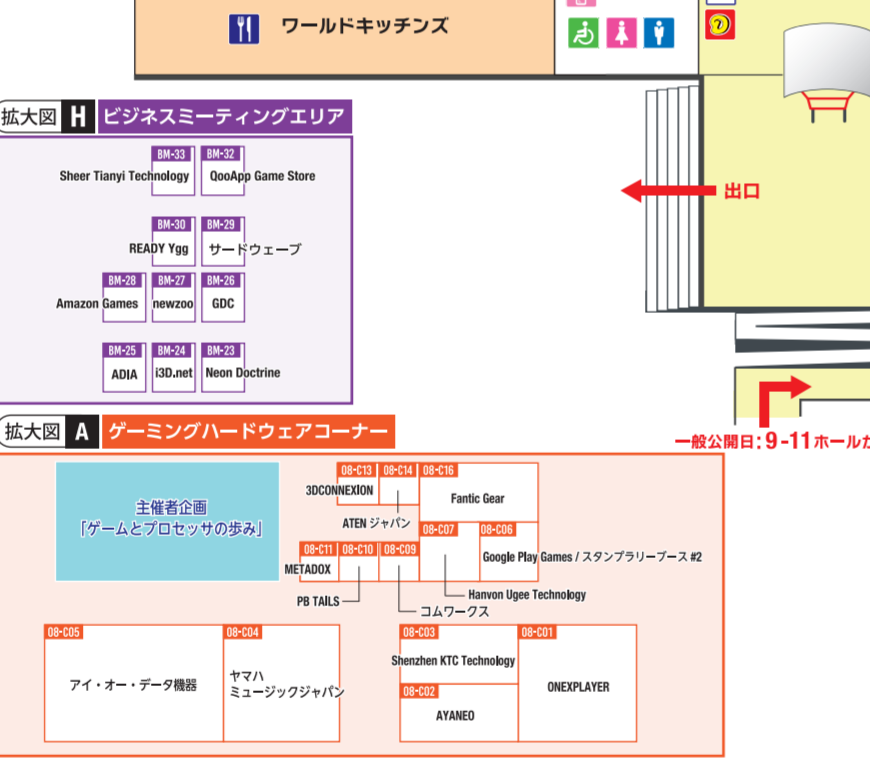 ワールドキッチンズ
拡大図 H ビジネスミーティングエリア
BM-33 BM-32
Sheer Tianyi Technology QooApp Game Store
BM-30 BM-29
READY Ygg サードウェーブ
BM-28 BM-27 BM-26
Amazon Games newzoo GDC
BM-25 BM-24 BM-23
ADIA i3D.net Neon Doctrine
出口
一般公開日:9-11ホール
拡大図 A ゲーミングハードウェアコーナー
主催者企画
「ゲームとプロセッサの歩み」
08-C13 08-C14 08-C16
3DCONNEXION
Fantic Gear
ATEN ジャパン
08-C07 08-C06
08-C11 08-C10 08-C09
Google Play Games / スタンプラリーブース #2
METADOX
Hanvon Ugee Technology
PB TAILS
コムワークス
08-C05 08-C04 08-C03 08-C01
アイ・オー・データ機器
ヤマハ
ミュージックジャパン
Shenzhen KTC Technology
08-C02
AYANEO
ONEXPLAYER